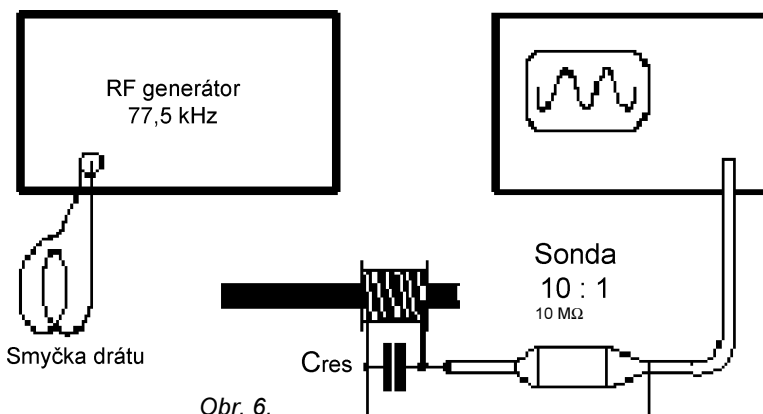 RF generátor
77,5 kHz
Sonda
10 : 1
10 MΩ
Smyčka drátu
Cres
Obr. 6.